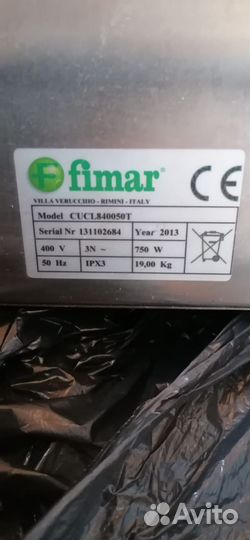 fimar®
CE
VILLA VERUCCHIO - RIMINI - ITALY
Model CUCL840050T
Serial Nr 131102684 Year 2013
400 V 3N ~ 750 W
50 Hz IPX3 19,00 Kg
Avito